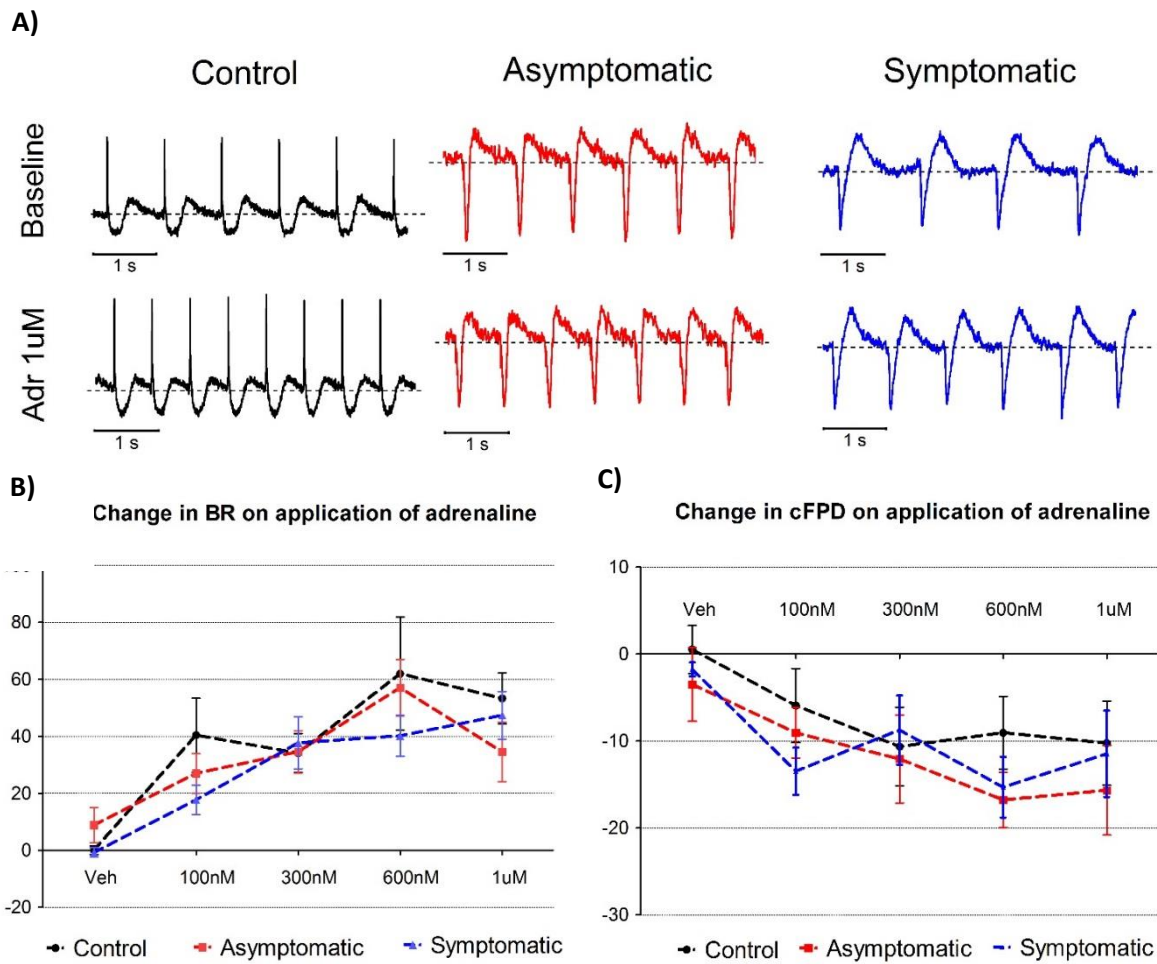 A)
Control
Asymptomatic
Symptomatic
Baseline
1 s
1 s
1 s
Adr 1uM
1 s
1 s
1 s
B)
Change in BR on application of adrenaline
80
60
40
20
0
-20
Veh
100nM
300nM
600nM
1uM
Control
Asymptomatic
Symptomatic
C)
Change in cFPD on application of adrenaline
10
0
-10
-20
-30
Veh
100nM
300nM
600nM
1uM
Control
Asymptomatic
Symptomatic